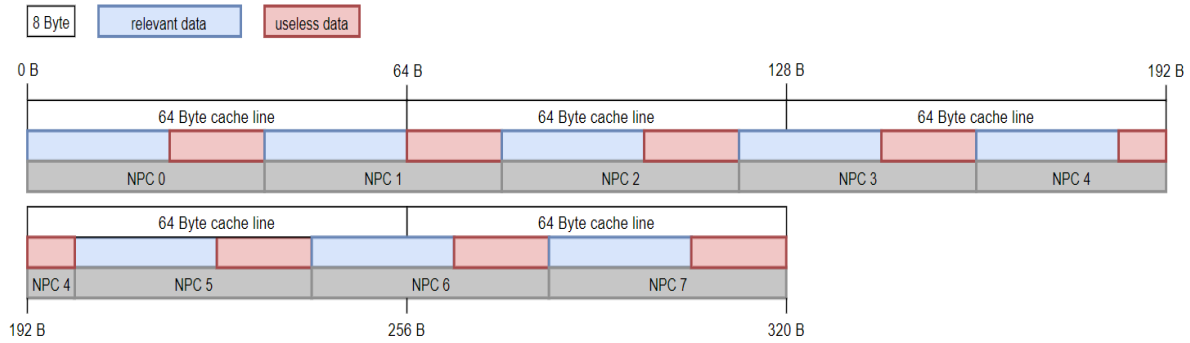 8 Byte relevant data useless data
0 B 64 B 128 B 192 B
64 Byte cache line 64 Byte cache line 64 Byte cache line
NPC 0 NPC 1 NPC 2 NPC 3 NPC 4
64 Byte cache line 64 Byte cache line
NPC 4 NPC 5 NPC 6 NPC 7
192 B 256 B 320 B